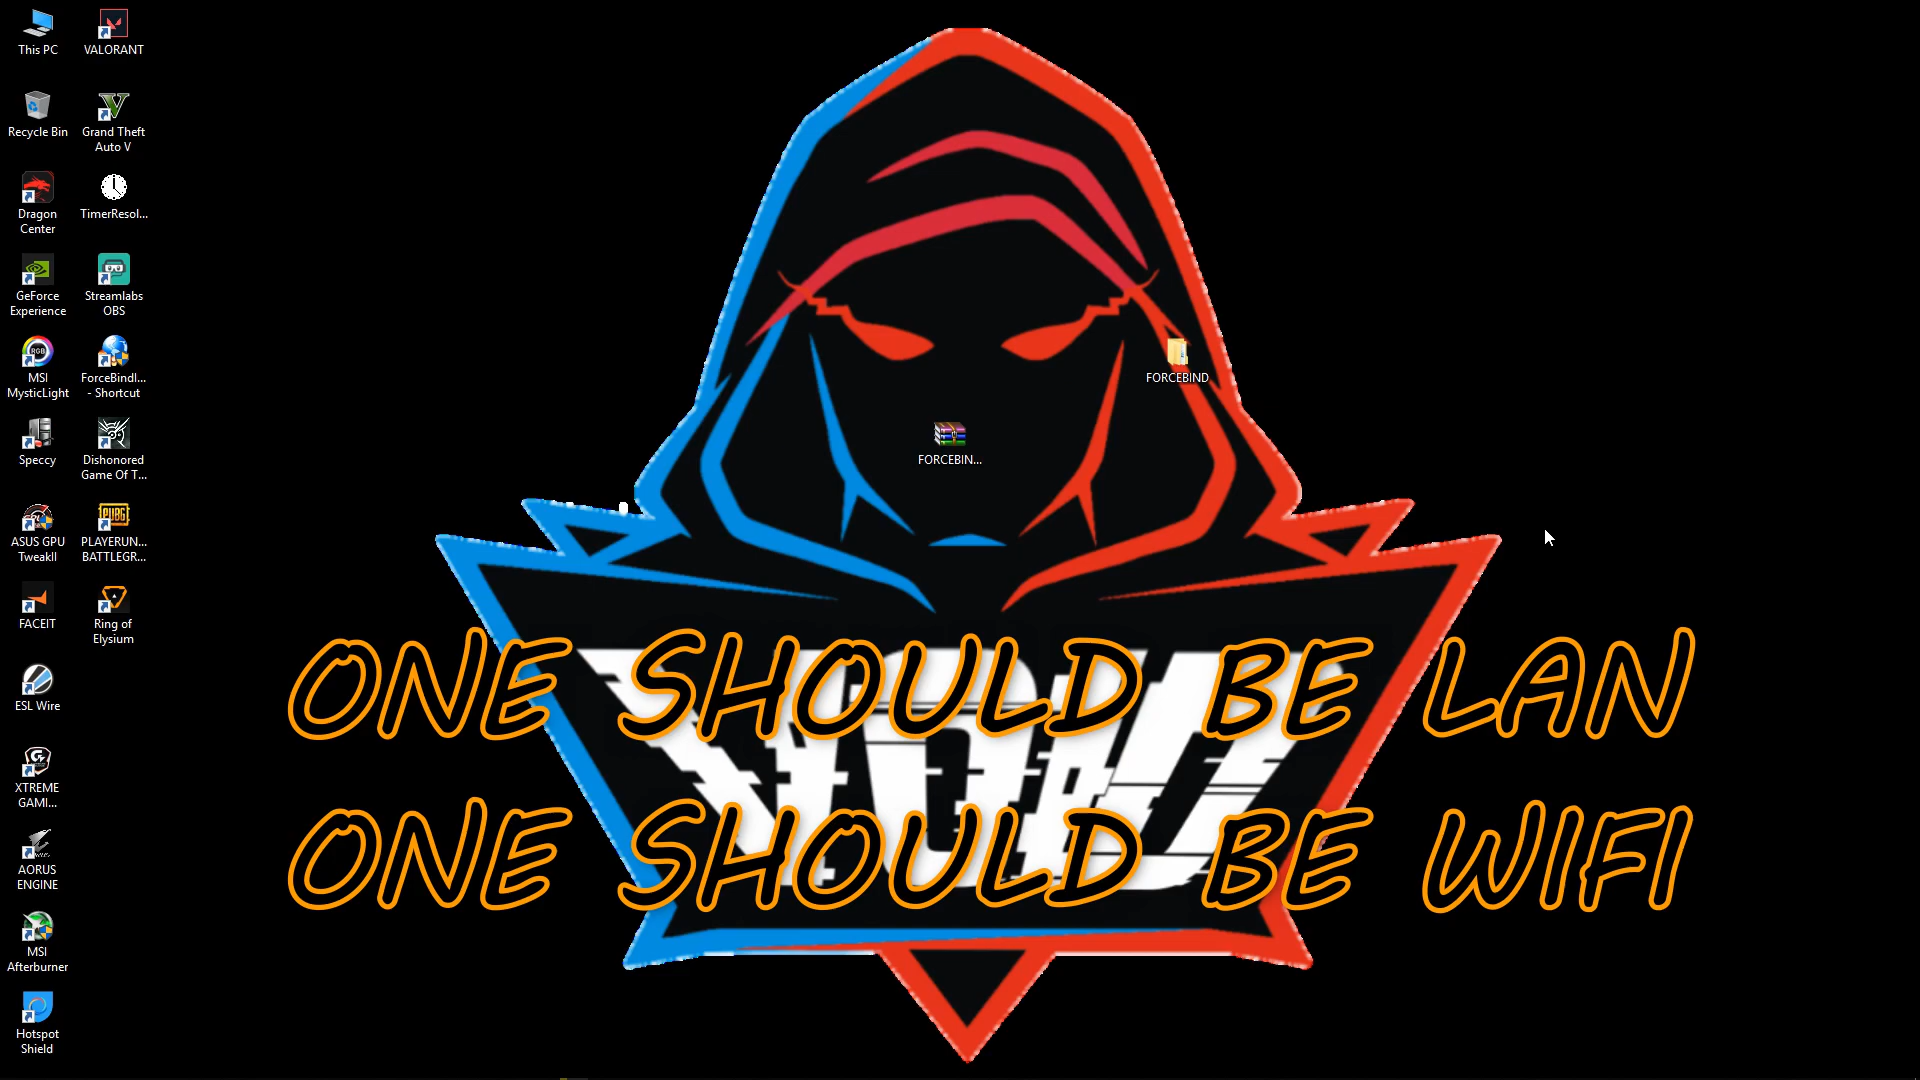 This PC
VALORANT
Recycle Bin
Grand Theft
Auto V
Dragon
Center
TimerResol...
GeForce
Experience
Streamlabs
OBS
MSI
MysticLight
ForceBindI...
- Shortcut
Speccy
Dishonored
Game Of T...
ASUS GPU
TweakII
PLAYERUN...
BATTLEGR...
FACEIT
Ring of
Elysium
ESL Wire
XTREME
GAMI...
AORUS
ENGINE
MSI
Afterburner
Hotspot
Shield
FORCEBIND
FORCEBIN...
ONE SHOULD BE LAN
ONE SHOULD BE WIFI